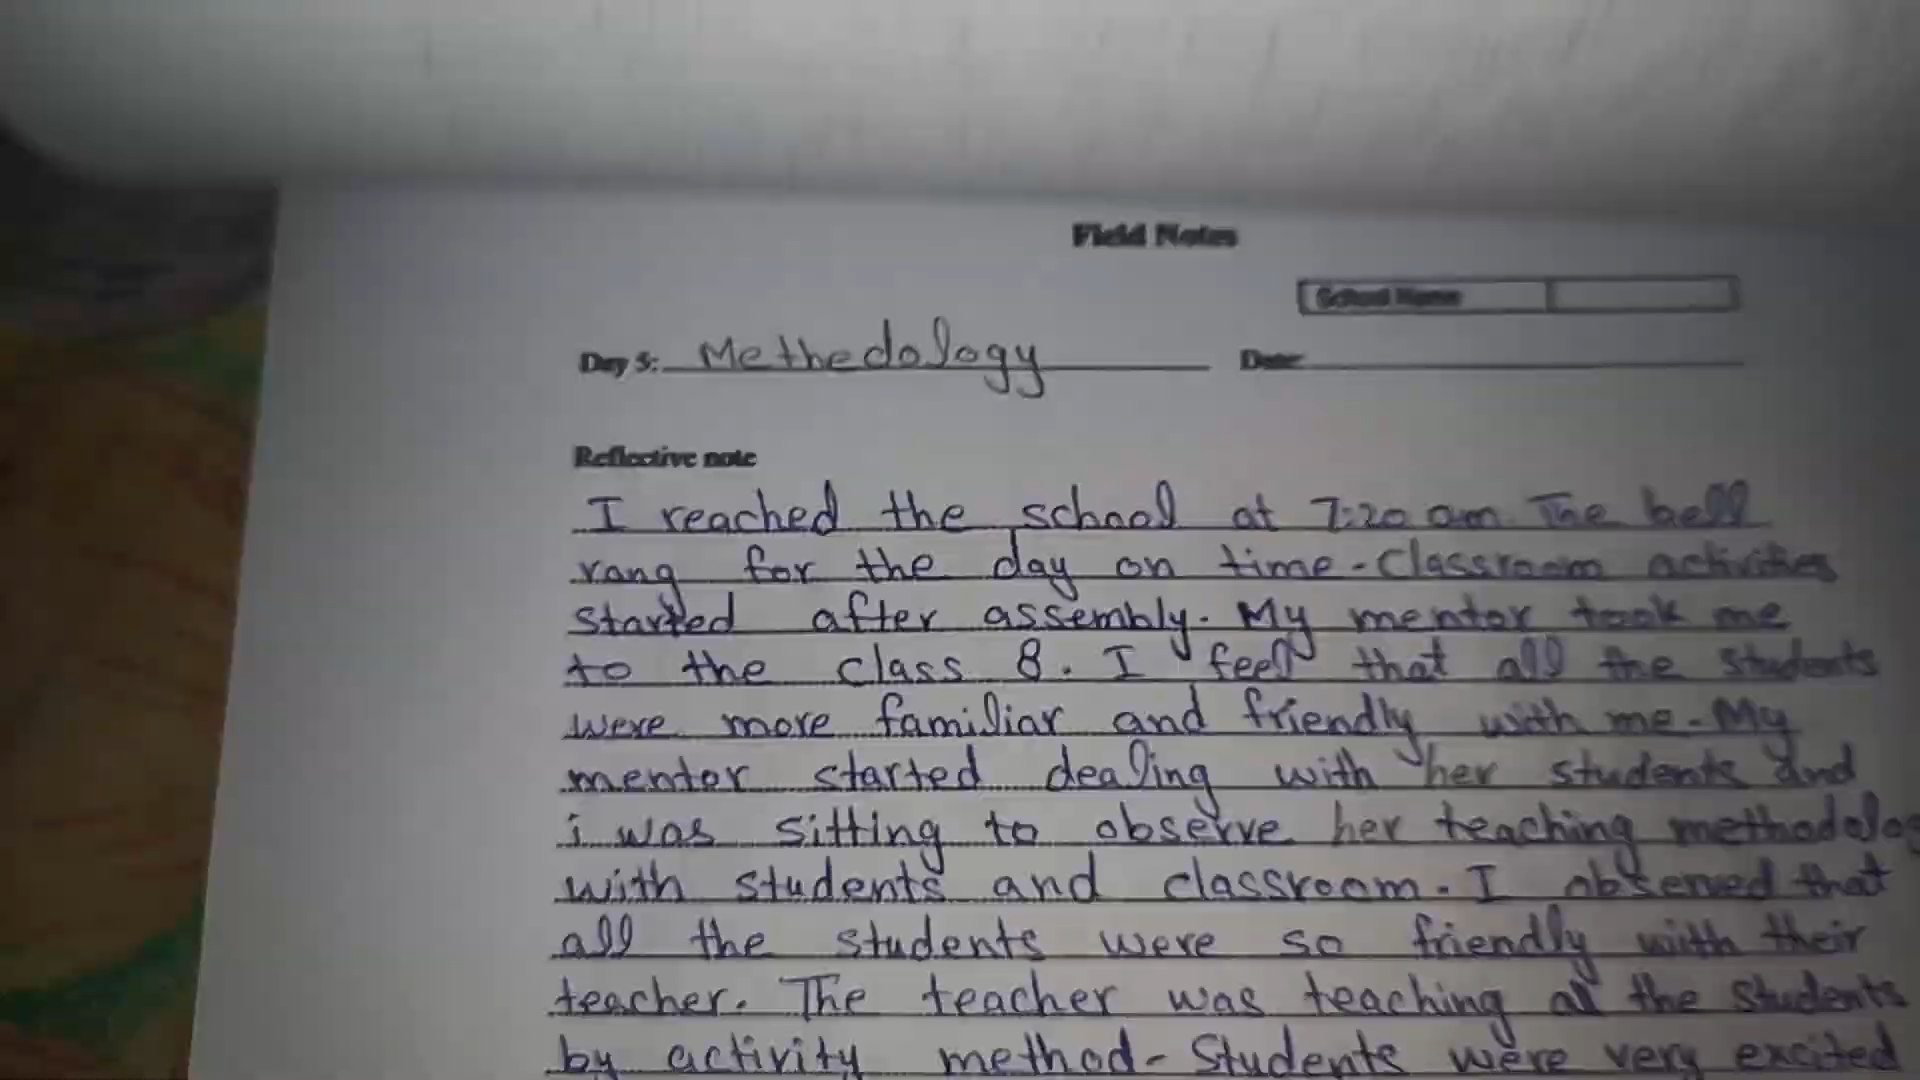 Field Notes
School Name
Day 5: Methedology Date:
Reflective note
I reached the school at 7:20 am. The bell
rang for the day on time - Classroom activities
started after assembly. My mentor took me
to the class 8. I feel that all the students
were more familiar and friendly with me - My
mentor started dealing with her students and
i was sitting to observe her teaching methodolog
with students and classroom. I observed that
all the students were so friendly with their
teacher. The teacher was teaching all the students
by activity method - Students were very excited